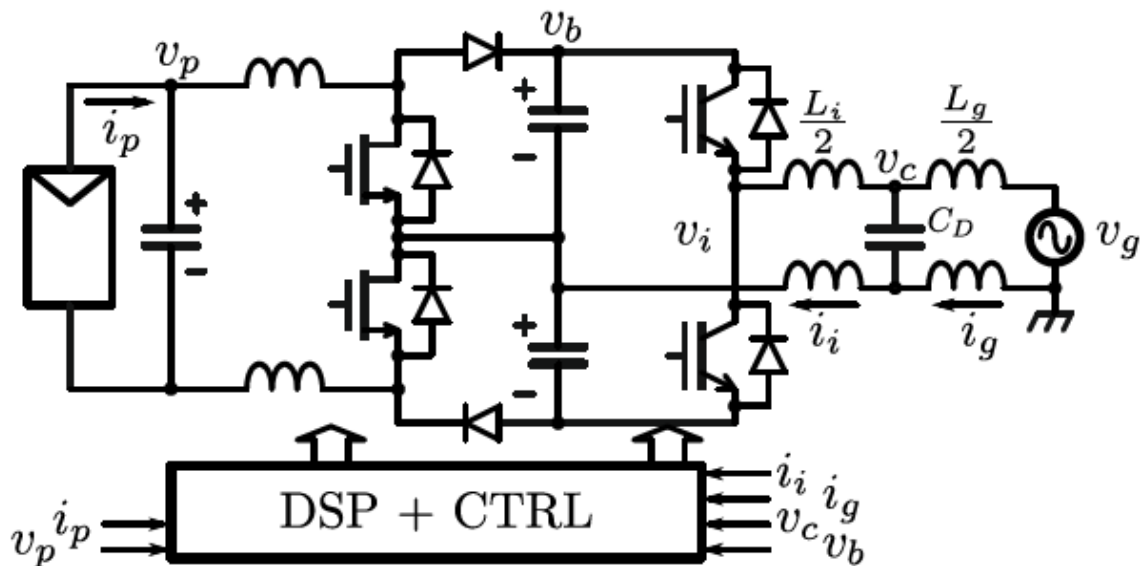 v_b
v_p
+
i_p
+
−
L_i/2
L_g/2
v_c
+
−
C_D
v_i
v_g
+
−
i_i
i_g
DSP + CTRL
i_i
i_g
v_c
v_b
i_p
v_p